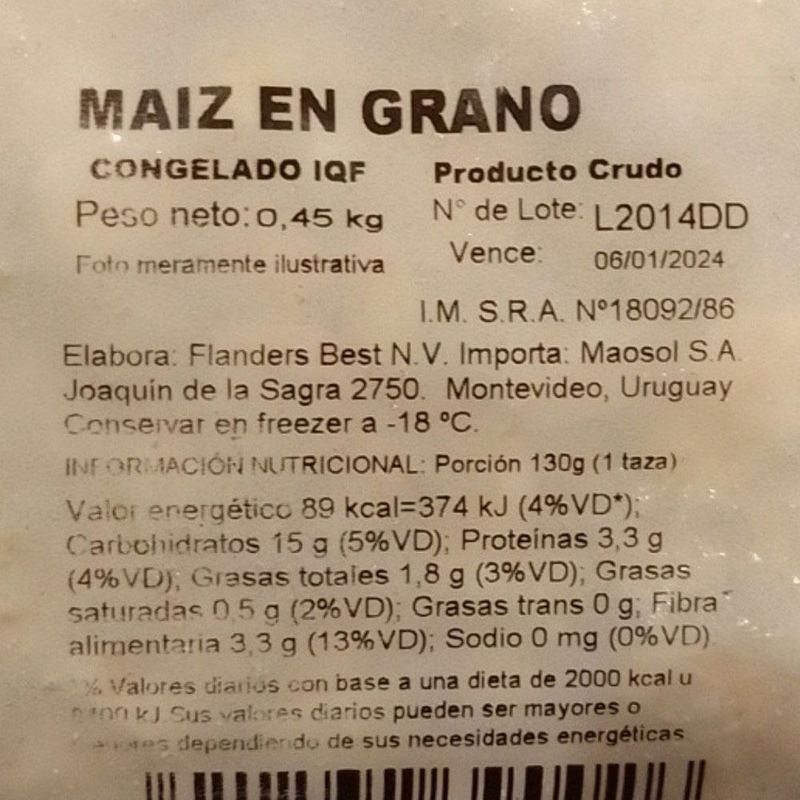 MAIZ EN GRANO
CONGELADO IQF Producto Crudo
Peso neto: 0,45 kg N° de Lote: L2014DD
Foto meramente ilustrativa Vence: 06/01/2024
I.M. S.R.A. Nº18092/86
Elabora: Flanders Best N.V. Importa: Maosol S.A.
Joaquín de la Sagra 2750. Montevideo, Uruguay
Conservar en freezer a -18 ºC.
INFORMACIÓN NUTRICIONAL: Porción 130g (1 taza)
Valor energético 89 kcal=374 kJ (4%VD*);
Carbohidratos 15 g (5%VD); Proteínas 3,3 g
(4%VD); Grasas totales 1,8 g (3%VD); Grasas
saturadas 0,5 g (2%VD); Grasas trans 0 g; Fibra
alimentaria 3,3 g (13%VD); Sodio 0 mg (0%VD)
% Valores diarios con base a una dieta de 2000 kcal u
kJ Sus valores diarios pueden ser mayores o
dependiendo de sus necesidades energéticas